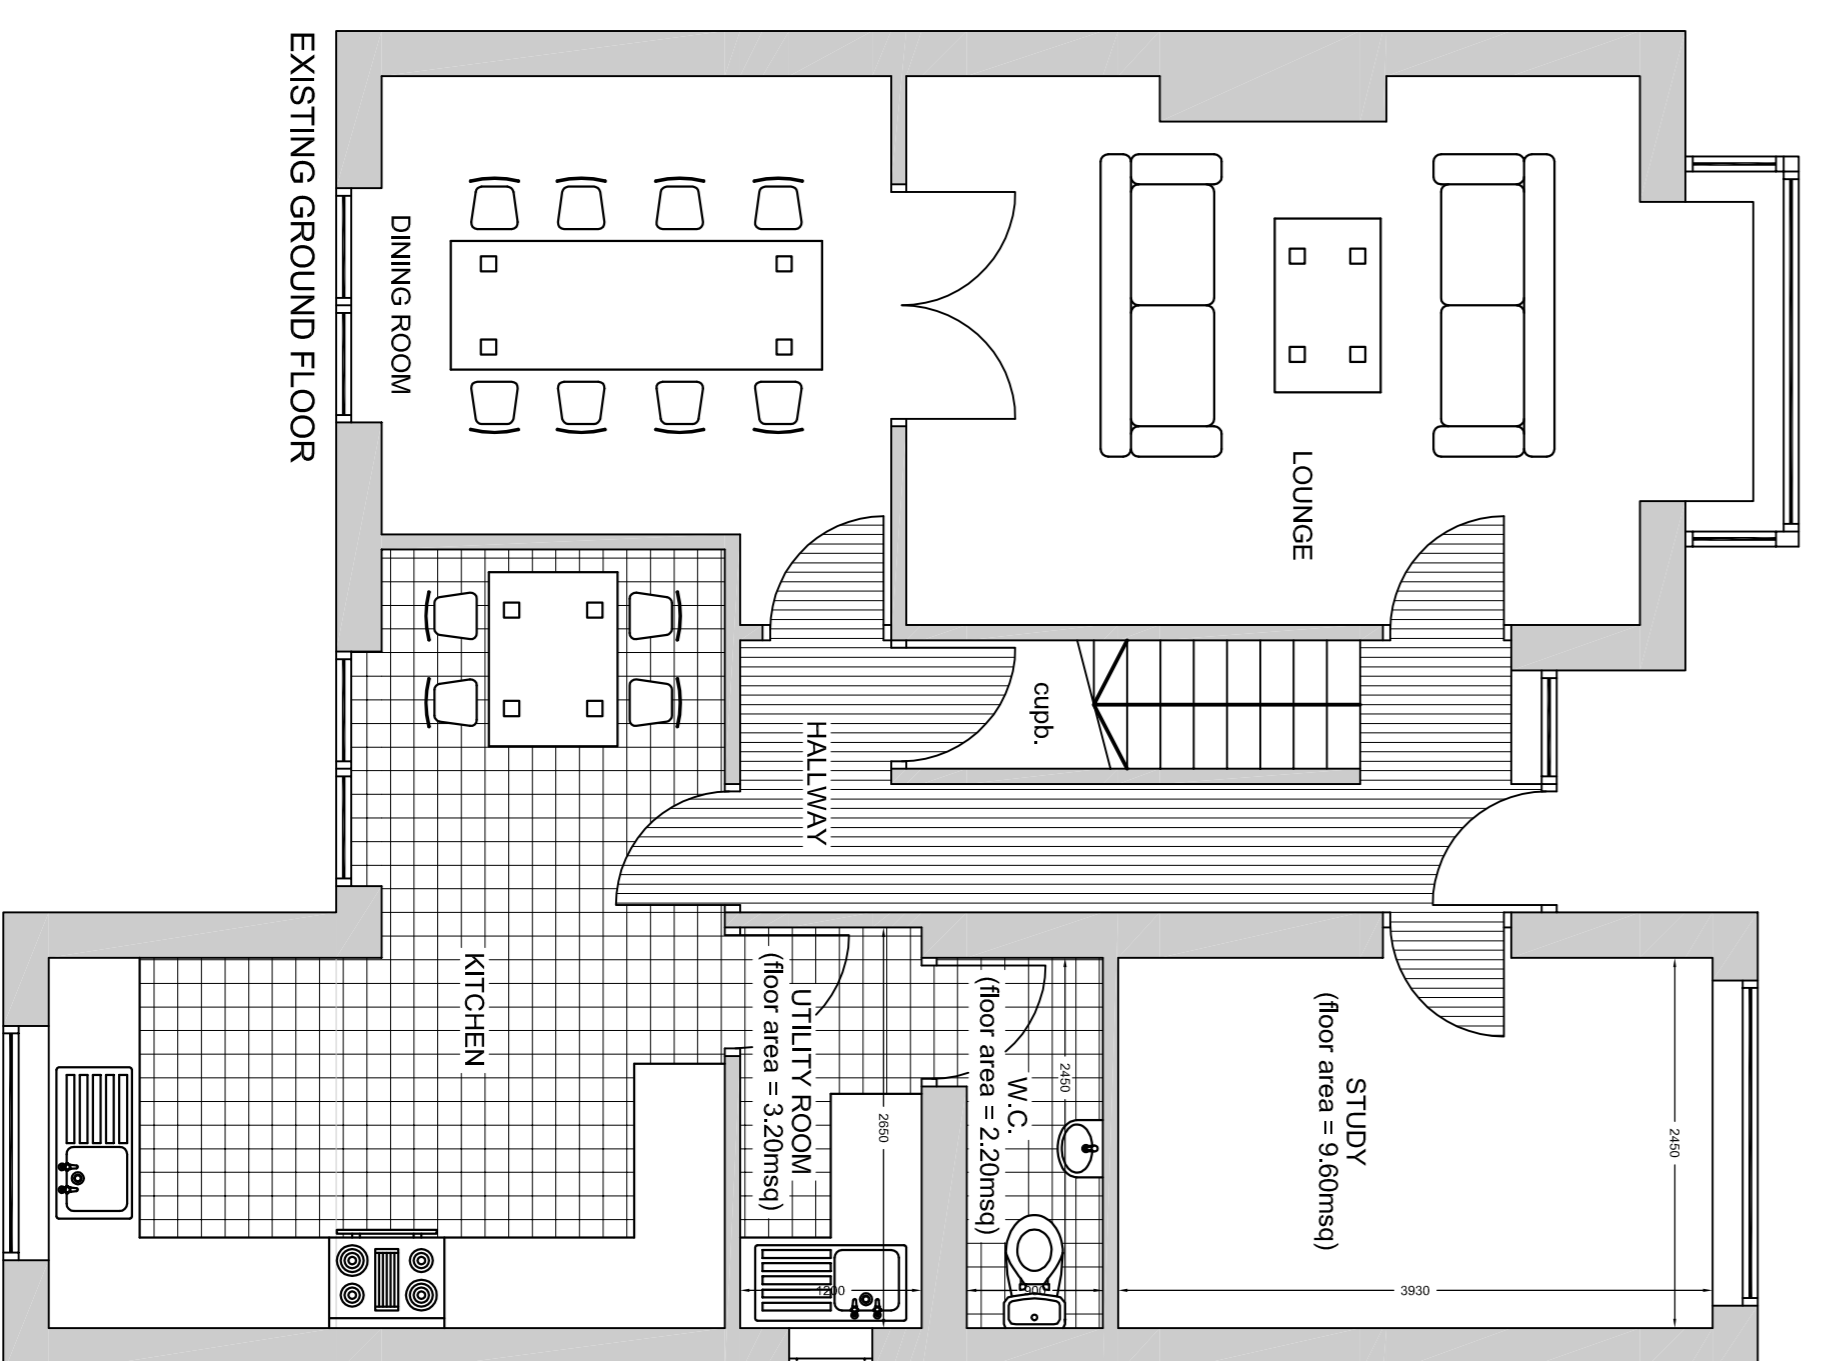 EXISTING GROUND FLOOR
DINING ROOM
LOUNGE
cupb.
HALLWAY
KITCHEN
UTILITY ROOM
(floor area = 3.20msq)
W.C.
(floor area = 2.20msq)
STUDY
(floor area = 9.60msq)
2450
2650
2450
1200
900
3930